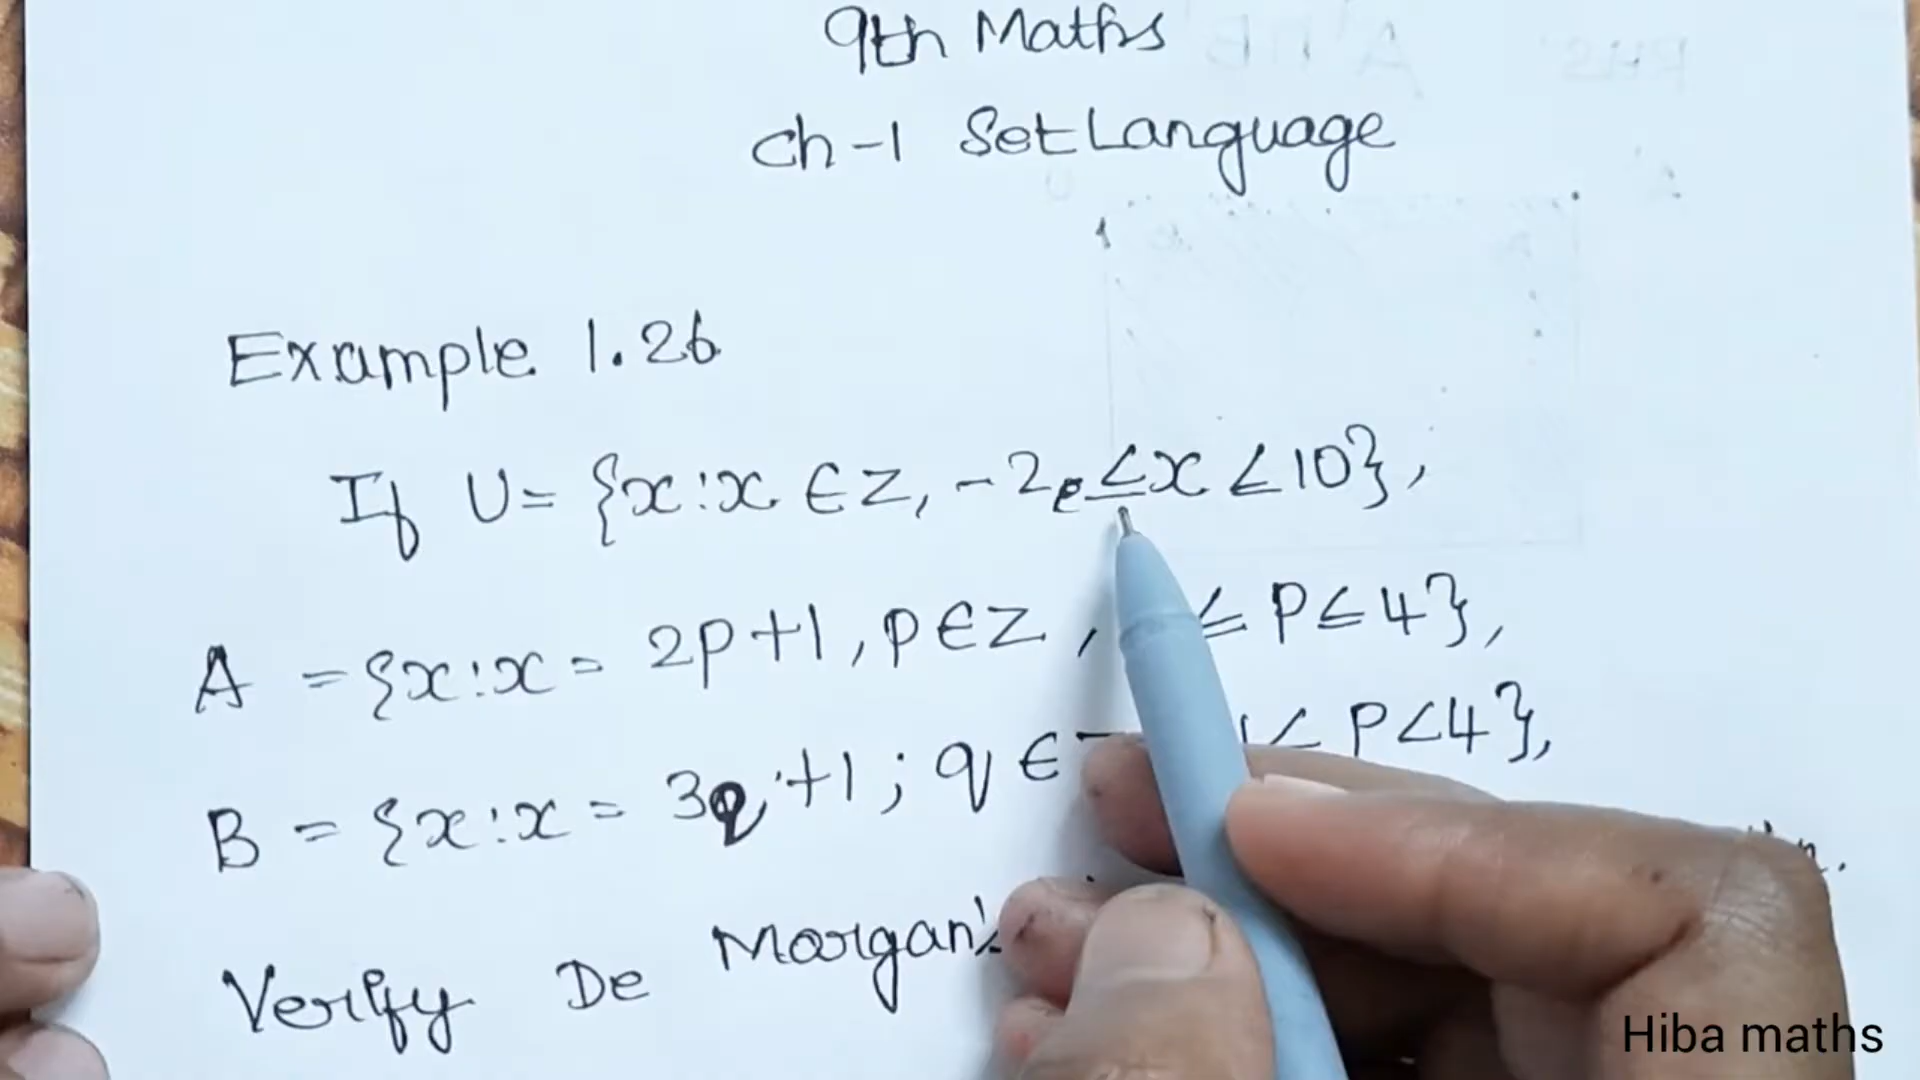 9th Maths
Ch-1 Set Language
Example 1.26
If U = {x:x ∈ Z, -2 ≤ x < 10},
A = {x:x = 2p+1, p ∈ Z, ≤ P ≤ 4},
B = {x:x = 3q+1; q ∈ ≤ P < 4},
Verify De Morgan's
Hiba maths